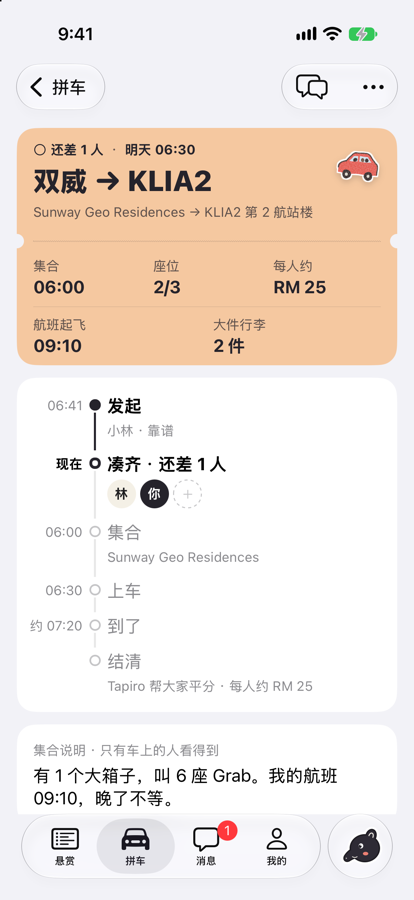 9:41
拼车
还差 1 人 · 明天 06:30
双威 → KLIA2
Sunway Geo Residences → KLIA2 第 2 航站楼
集合 座位 每人约
06:00 2/3 RM 25
航班起飞 大件行李
09:10 2 件
06:41 发起
小林 · 靠谱
现在 凑齐 · 还差 1 人
林 你 +
06:00 集合
Sunway Geo Residences
06:30 上车
约 07:20 到了
结清
Tapiro 帮大家平分 · 每人约 RM 25
集合说明 · 只有车上的人看得到
有 1 个大箱子，叫 6 座 Grab。我的航班
09:10，晚了不等。
1
悬赏 拼车 消息 我的